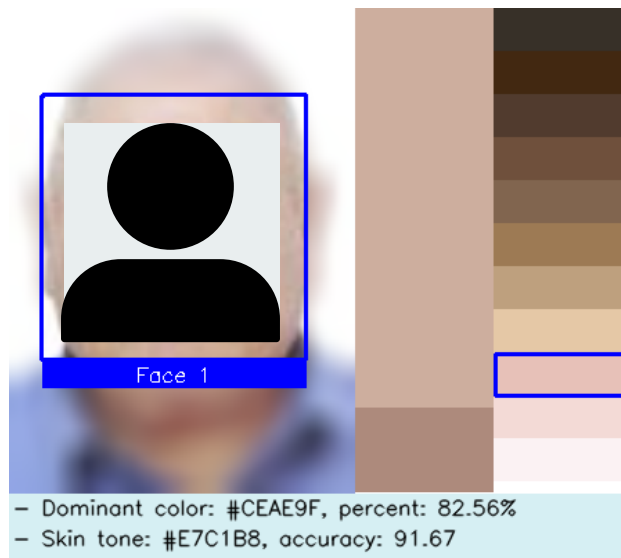 Face 1
- Dominant color: #CEAE9F, percent: 82.56%
- Skin tone: #E7C1B8, accuracy: 91.67